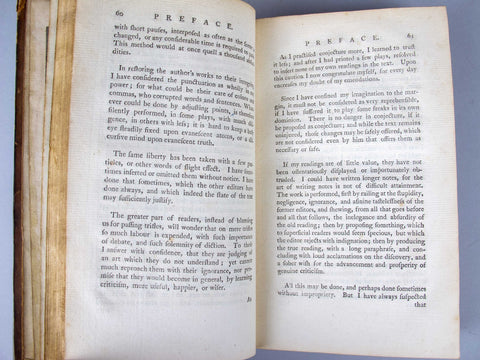 60 PREFACE.
with short pauses, interposed as often as the scene is
changed, or any considerable time is required to pass.
This method would at once quell a thousand absur-
dities.
In restoring the author's works to their integrity,
I have considered the punctuation as wholly in my
power; for what could be their care of colons and
commas, who corrupted words and sentences. What-
ever could be done by adjusting points, is therefore
silently performed, in some plays, with much dili-
gence, in others with less; it is hard to keep a busy
eye steadily fixed upon evanescent atoms, or a dis-
cursive mind upon evanescent truth.
The same liberty has been taken with a few par-
ticles, or other words of slight effect. I have some-
times inserted or omitted them without notice. I have
done that sometimes, which the other editors have
done always, and which indeed the state of the text
may sufficiently justify.
The greater part of readers, instead of blaming
us for passing trifles, will wonder that on mere trifles
so much labour is expended, with such importance
of debate, and such solemnity of diction. To these
I answer with confidence, that they are judging of
an art which they do not understand; yet cannot
much reproach them with their ignorance, nor pro-
mise that they would become in general, by learning
criticism, more useful, happier, or wiser.
As
PREFACE. 61
As I practised conjecture more, I learned to trust
it less; and after I had printed a few plays, resolved
to insert none of my own readings in the text. Upon
this caution I now congratulate myself, for every day
encreases my doubt of my emendations.
Since I have confined my imagination to the mar-
gin, it must not be considered as very reprehensible,
if I have suffered it to play some freaks in its own
dominion. There is no danger in conjecture, if it
be proposed as conjecture; and while the text remains
uninjured, those changes may be safely offered, which
are not considered even by him that offers them as
necessary or safe.
If my readings are of little value, they have not
been ostentatiously displayed or importunately obtru-
ded. I could have written longer notes, for the art
of writing notes is not of difficult attainment.
The work is performed, first by railing at the stupidity,
negligence, ignorance, and asinine tastelessness of the
former editors, and shewing, from all that goes before
and all that follows, the inelegance and absurdity of
the old reading; then by proposing something, which
to superficial readers would seem specious, but which
the editor rejects with indignation; then by producing
the true reading, with a long paraphrase, and con-
cluding with loud acclamations on the discovery, and
a sober wish for the advancement and prosperity of
genuine criticism.
All this may be done, and perhaps done sometimes
without impropriety. But I have always suspected
that